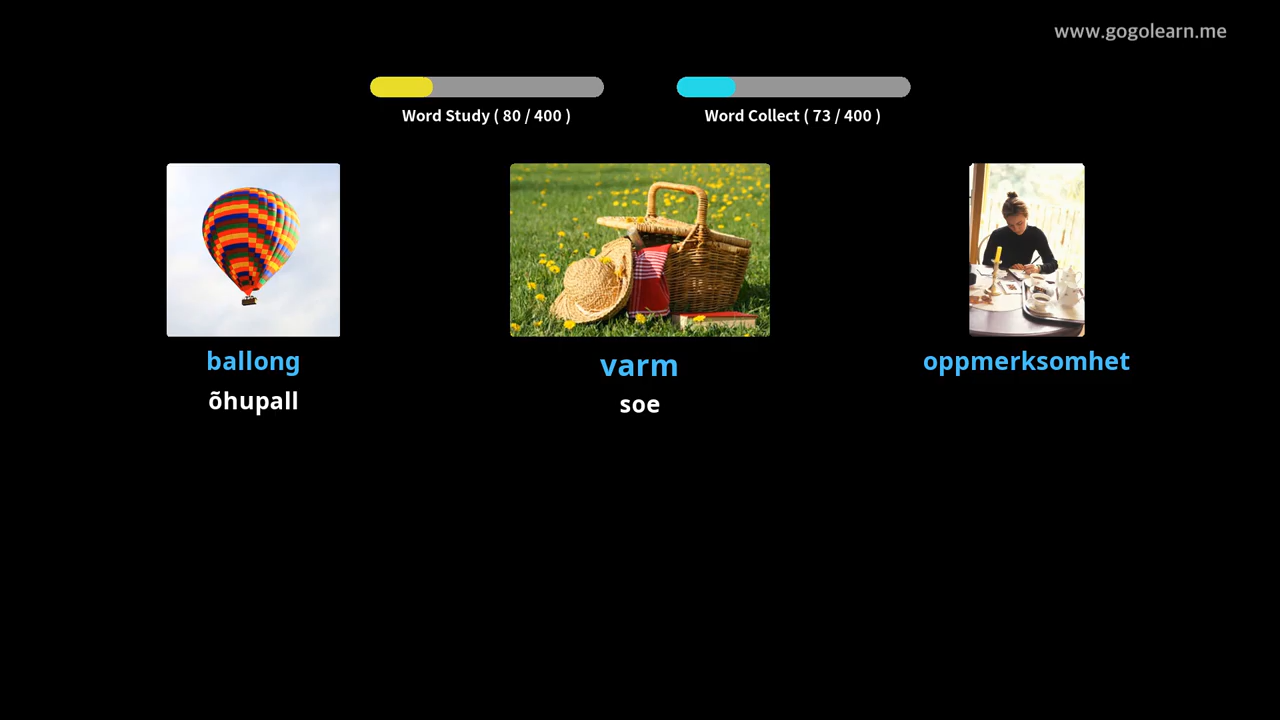 www.gogolearn.me
Word Study ( 80 / 400 )
Word Collect ( 73 / 400 )
ballong
varm
oppmerksomhet
õhupall
soe